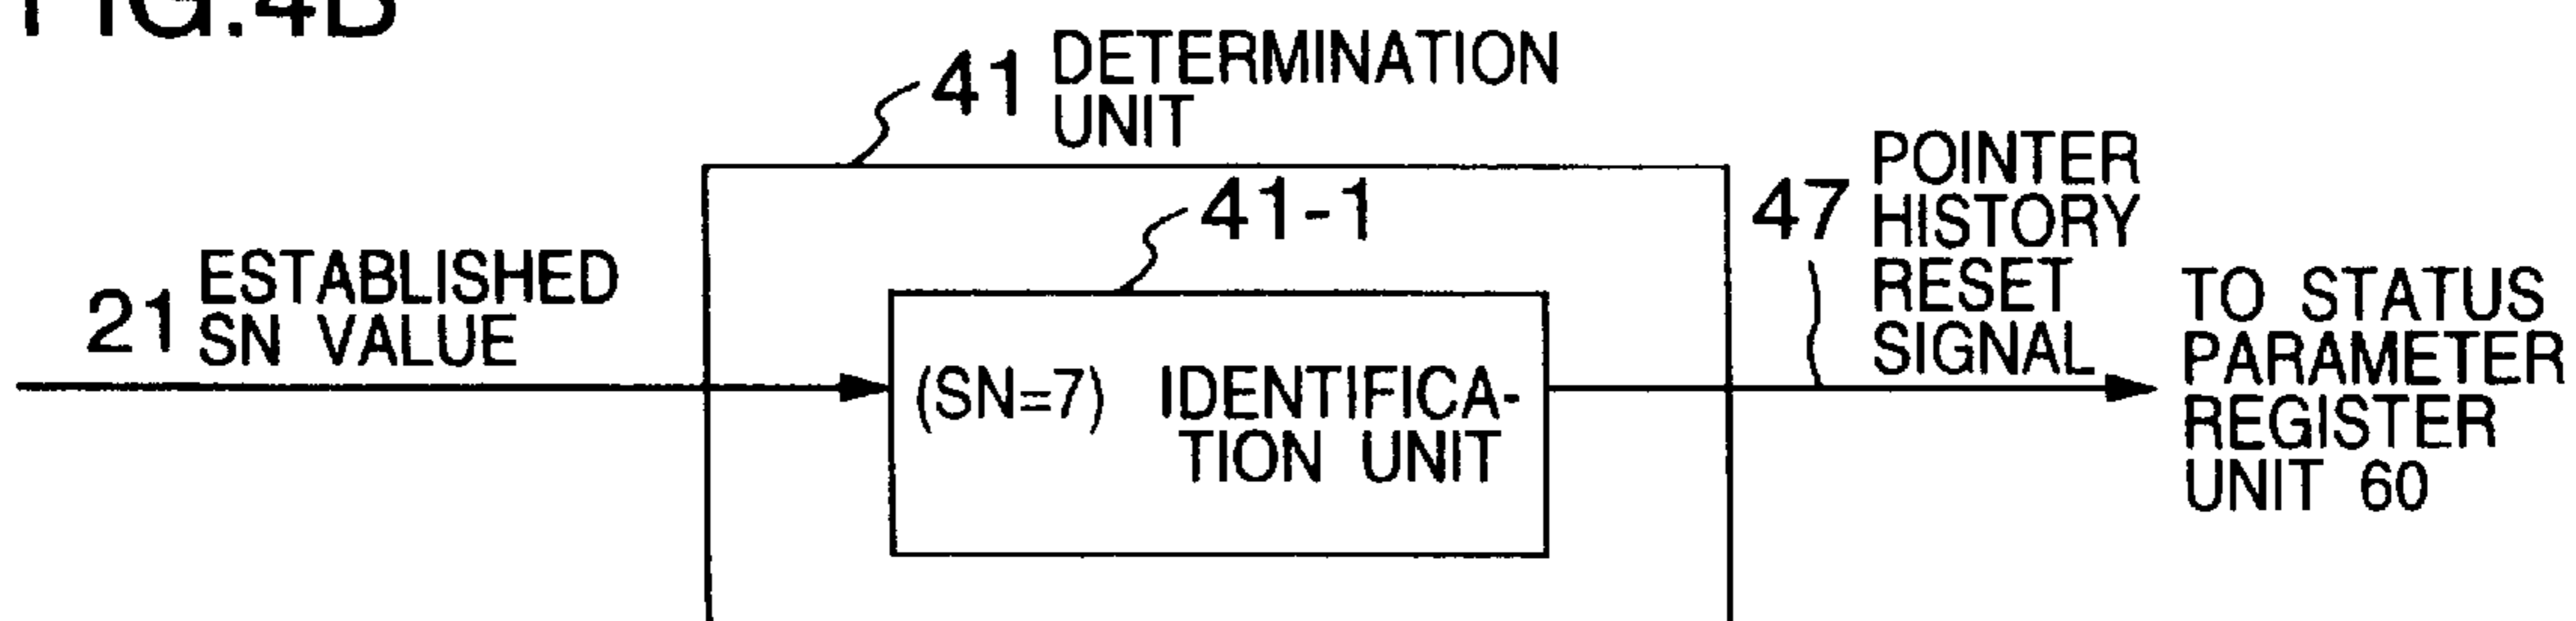 FIG.4B
41 DETERMINATION
UNIT
41-1
47 POINTER
HISTORY
RESET
SIGNAL
21 ESTABLISHED
SN VALUE
(SN=7) IDENTIFICA-
TION UNIT
TO STATUS
PARAMETER
REGISTER
UNIT 60